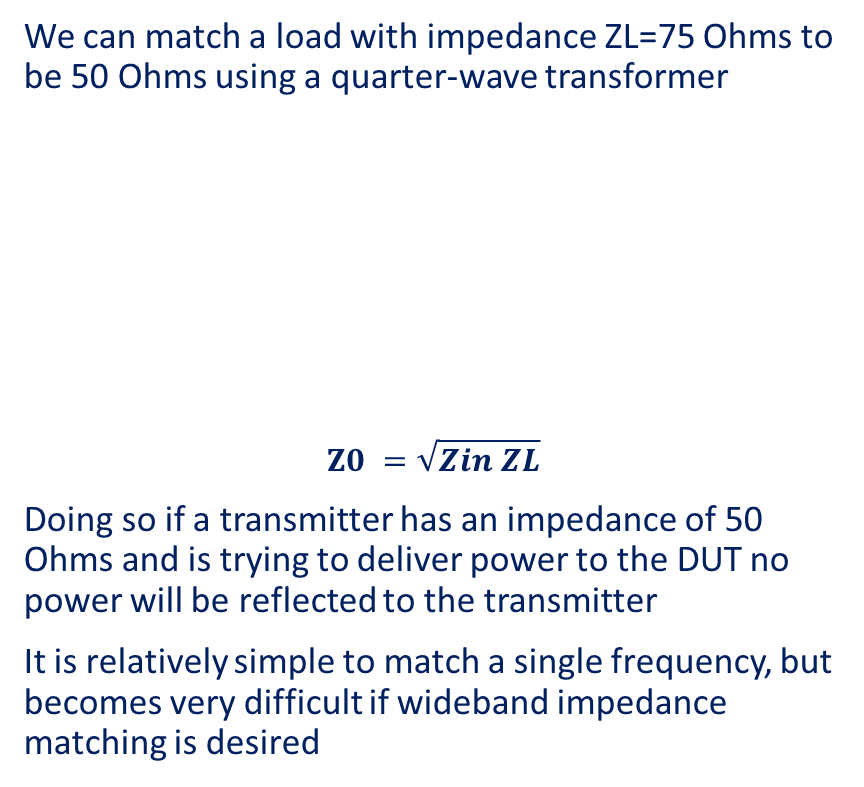 We can match a load with impedance ZL=75 Ohms to
be 50 Ohms using a quarter-wave transformer
Z0 = √Zin ZL
Doing so if a transmitter has an impedance of 50
Ohms and is trying to deliver power to the DUT no
power will be reflected to the transmitter
It is relatively simple to match a single frequency, but
becomes very difficult if wideband impedance
matching is desired